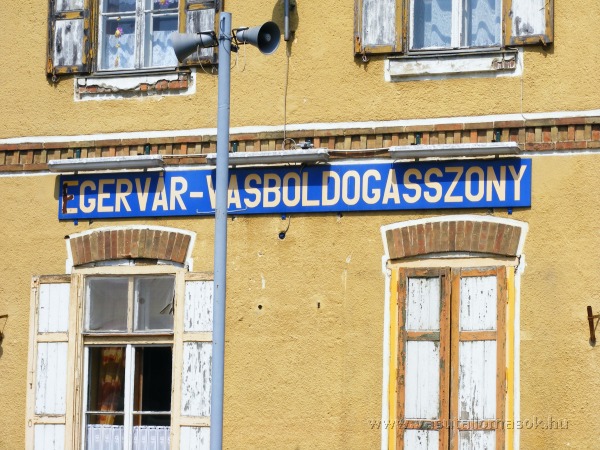 EGERVÁR-VASBOLDOGASSZONY
www.vasutallomasok.hu